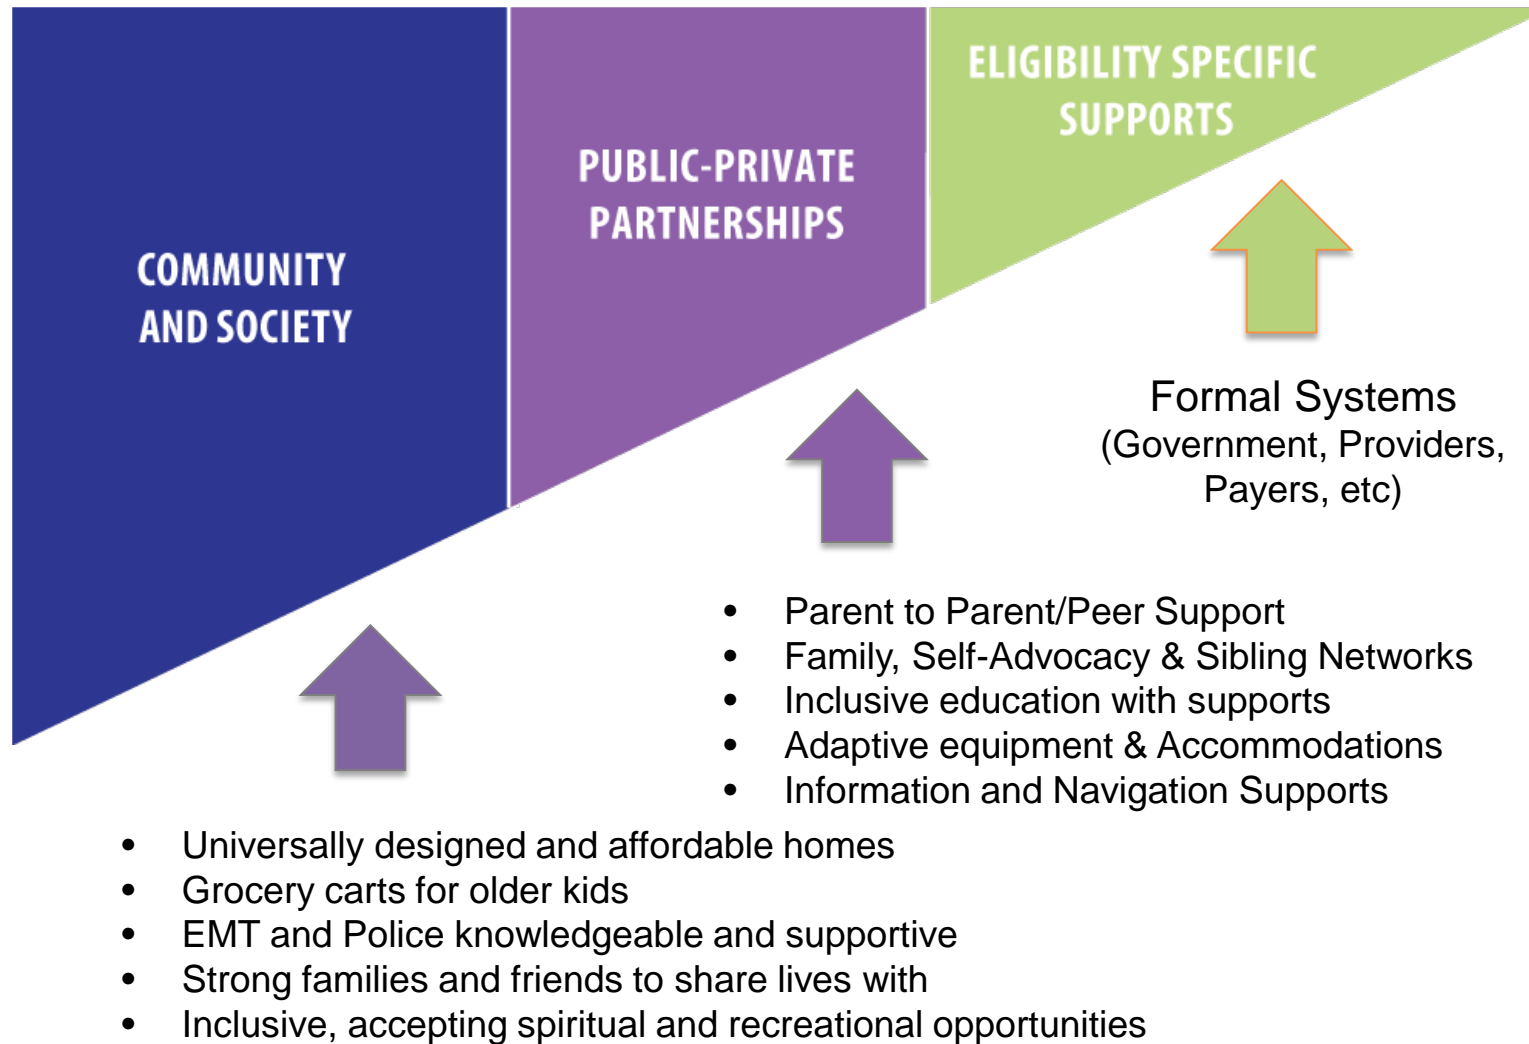 COMMUNITY
AND SOCIETY
PUBLIC-PRIVATE
PARTNERSHIPS
ELIGIBILITY SPECIFIC
SUPPORTS
Formal Systems
(Government, Providers,
Payers, etc)
• Parent to Parent/Peer Support
• Family, Self-Advocacy & Sibling Networks
• Inclusive education with supports
• Adaptive equipment & Accommodations
• Information and Navigation Supports
• Universally designed and affordable homes
• Grocery carts for older kids
• EMT and Police knowledgeable and supportive
• Strong families and friends to share lives with
• Inclusive, accepting spiritual and recreational opportunities